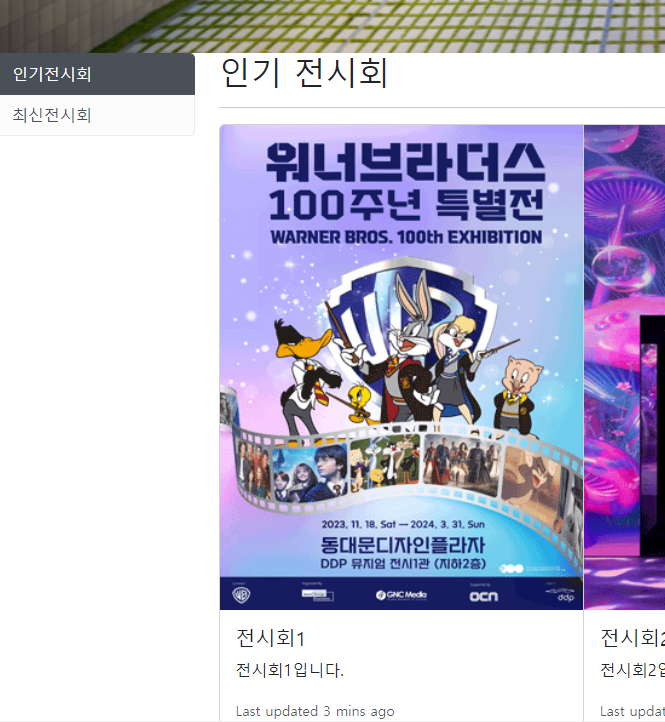 인기전시회
최신전시회
인기 전시회
워너브라더스
100주년 특별전
WARNER BROS. 100th EXHIBITION
2023. 11. 18. Sat — 2024. 3. 31. Sun
동대문디자인플라자
DDP 뮤지엄 전시1관 (지하2층)
WB
GNC Media
OCN
ddp
전시회1
전시회1입니다.
Last updated 3 mins ago
전시회2
전시회2입
Last updat